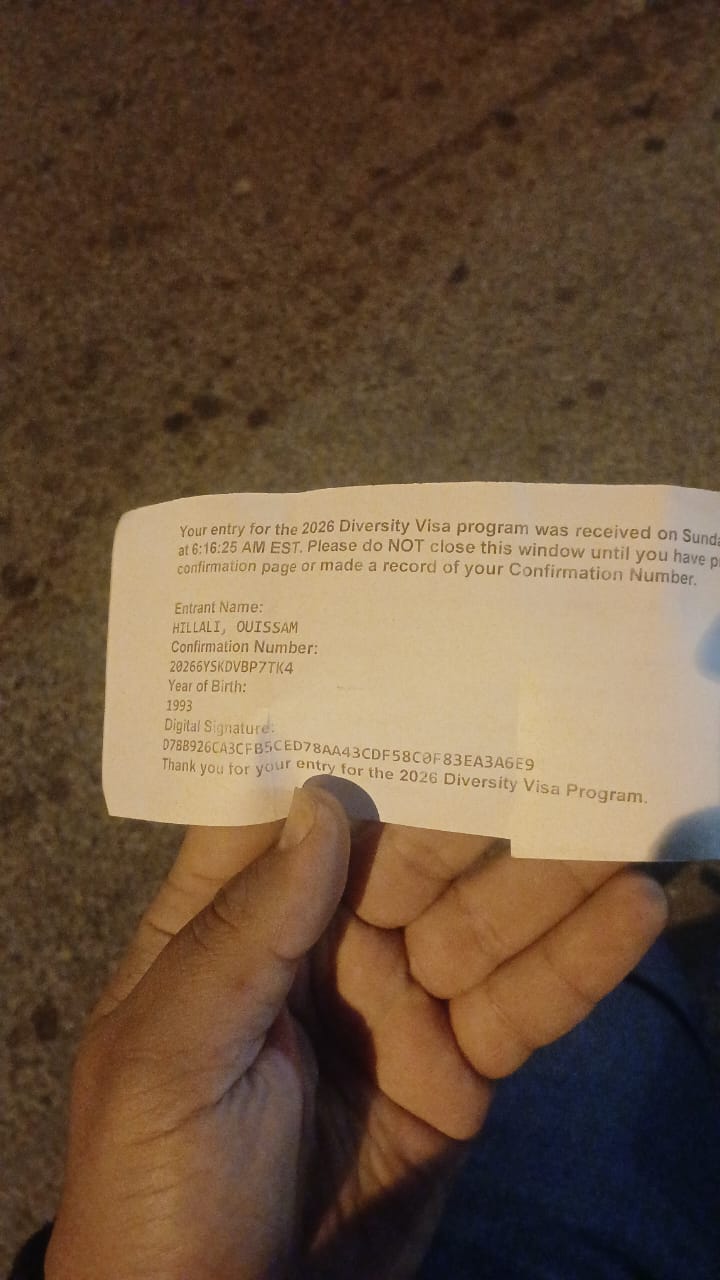 Your entry for the 2026 Diversity Visa program was received on
at 6:16:25 AM EST. Please do NOT close this window until you have
confirmation page or made a record of your Confirmation Number.
Entrant Name:
HILLALI, OUISSAM
Confirmation Number:
20266YSKDVBP7TK4
Year of Birth:
1993
Digital Signature:
D78B926CA3CFB5CED78AA43CDF58C0F83EA3A6E9
Thank you for your entry for the 2026 Diversity Visa Program.